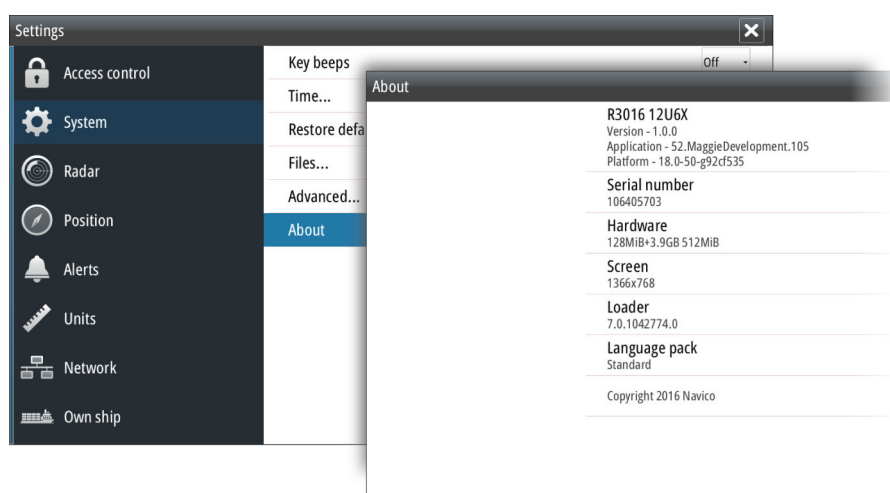 Settings
Access control
System
Radar
Position
Alerts
Units
Network
Own ship
Key beeps
Off
Time...
Restore defa
Files...
Advanced...
About
About
R3016 12U6X
Version - 1.0.0
Application - 52.MaggieDevelopment.105
Platform - 18.0-50-g92cf535
Serial number
106405703
Hardware
128MiB+3.9GB 512MiB
Screen
1366x768
Loader
7.0.1042774.0
Language pack
Standard
Copyright 2016 Navico